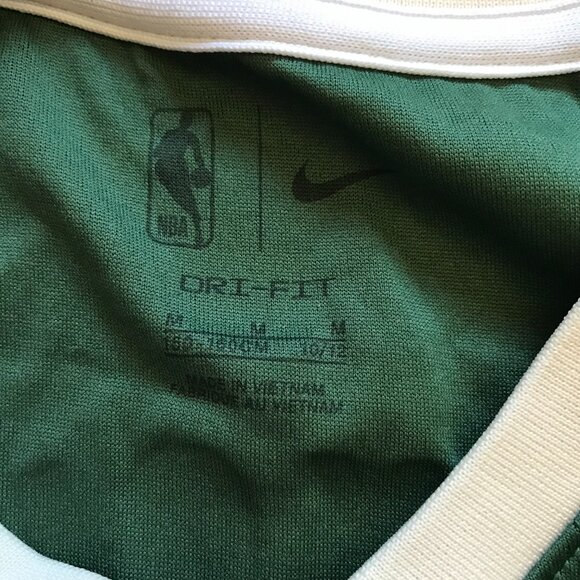 NBA
DRI-FIT
M M M
10/12
MADE IN VIETNAM
FABRIQUÉ AU VIETNAM